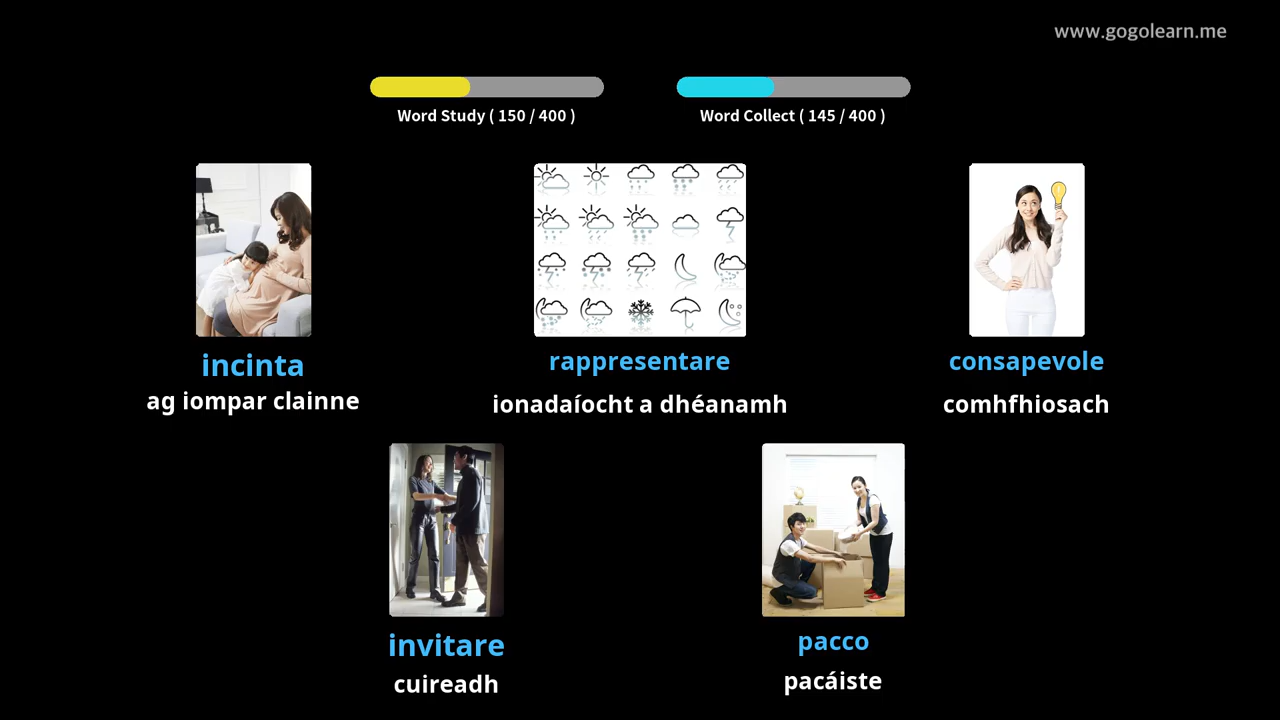 www.gogolearn.me
Word Study ( 150 / 400 )
Word Collect ( 145 / 400 )
incinta
ag iompar clainne
rappresentare
ionadaíocht a dhéanamh
consapevole
comhfhiosach
invitare
cuireadh
pacco
pacáiste